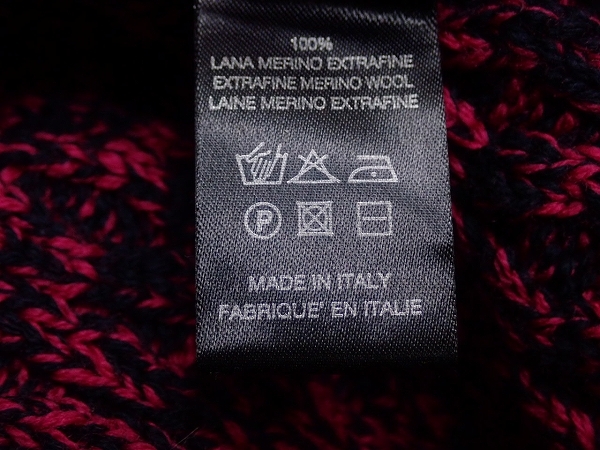 100%
LANA MERINO EXTRAFINE
EXTRAFINE MERINO WOOL
LAINE MERINO EXTRAFINE
P
MADE IN ITALY
FABRIQUE' EN ITALIE